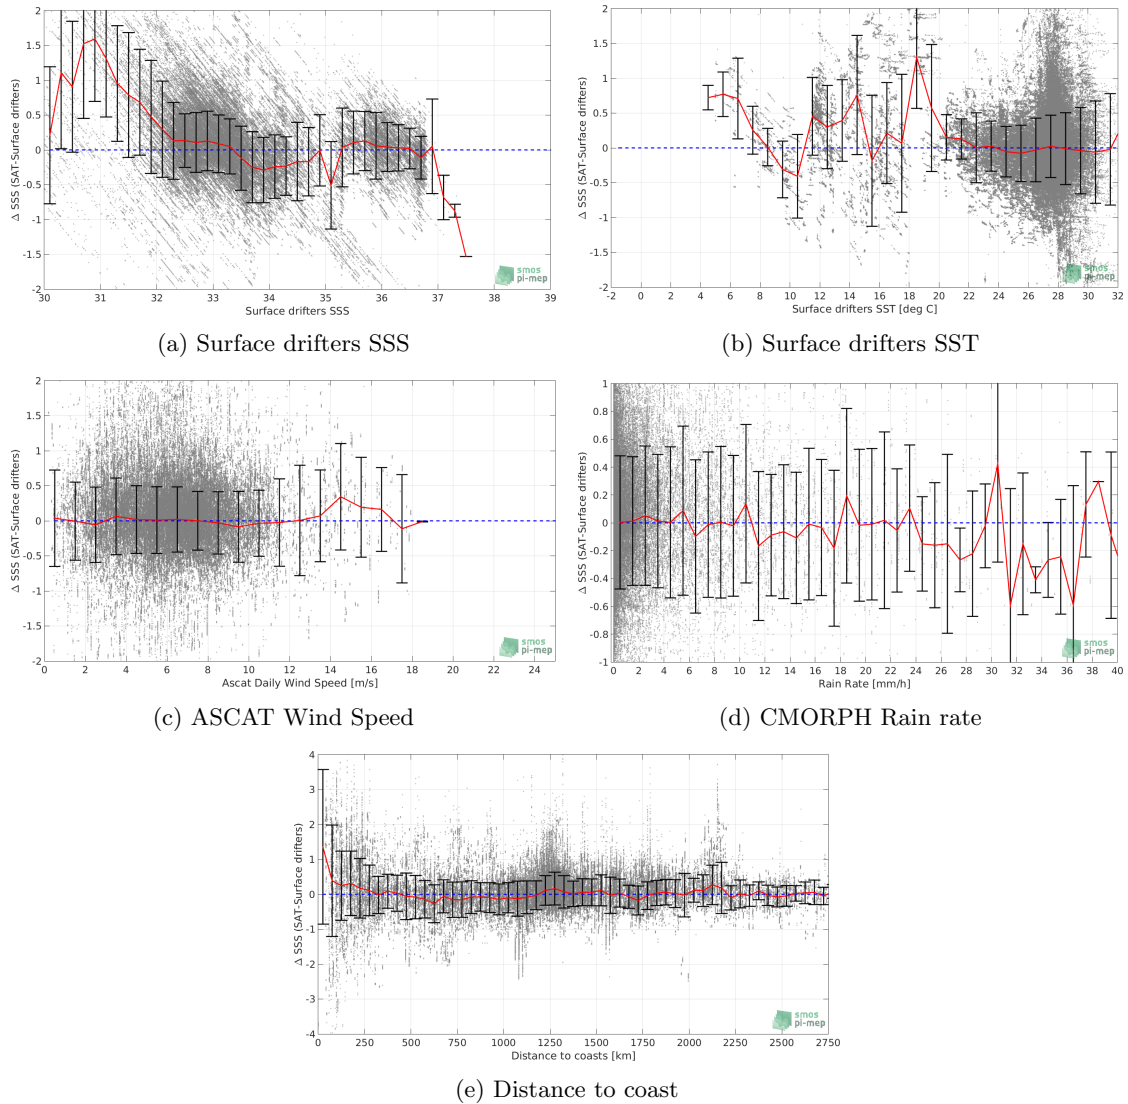 2
1.5
1
0.5
0
-0.5
-1
-1.5
-2
Δ SSS (SAT-Surface drifters)
30 31 32 33 34 35 36 37 38 39
Surface drifters SSS
smos
pi-mep
(a) Surface drifters SSS
2
1.5
1
0.5
0
-0.5
-1
-1.5
-2
Δ SSS (SAT-Surface drifters)
-2 0 2 4 6 8 10 12 14 16 18 20 22 24 26 28 30 32
Surface drifters SST [deg C]
smos
pi-mep
(b) Surface drifters SST
2
1.5
1
0.5
0
-0.5
-1
-1.5
-2
Δ SSS (SAT-Surface drifters)
0 2 4 6 8 10 12 14 16 18 20 22 24
Ascat Daily Wind Speed [m/s]
smos
pi-mep
(c) ASCAT Wind Speed
1
0.8
0.6
0.4
0.2
0
-0.2
-0.4
-0.6
-0.8
-1
Δ SSS (SAT-Surface drifters)
0 2 4 6 8 10 12 14 16 18 20 22 24 26 28 30 32 34 36 38 40
Rain Rate [mm/h]
smos
pi-mep
(d) CMORPH Rain rate
4
3
2
1
0
-1
-2
-3
-4
Δ SSS (SAT-Surface drifters)
0 250 500 750 1000 1250 1500 1750 2000 2250 2500 2750
Distance to coasts [km]
smos
pi-mep
(e) Distance to coast